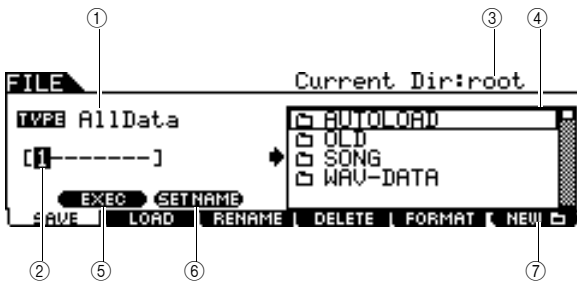 ① ③ ④
FILE Current Dir:root
TYPE AllData
[1--------]
AUTOLOAD
OLD
SONG
WAV-DATA
EXEC SETNAME
SAVE LOAD RENAME DELETE FORMAT NEW
② ⑤ ⑥ ⑦